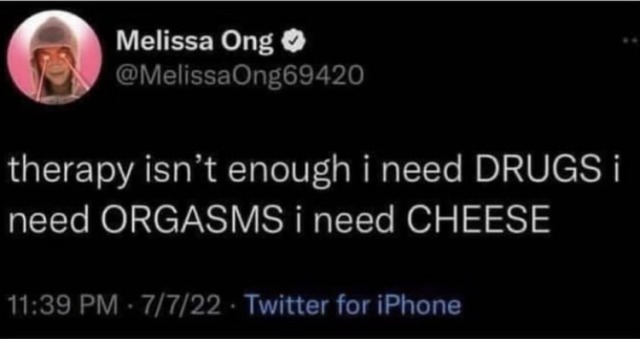 Melissa Ong
@MelissaOng69420
therapy isn’t enough i need DRUGS i
need ORGASMS i need CHEESE
11:39 PM · 7/7/22 · Twitter for iPhone